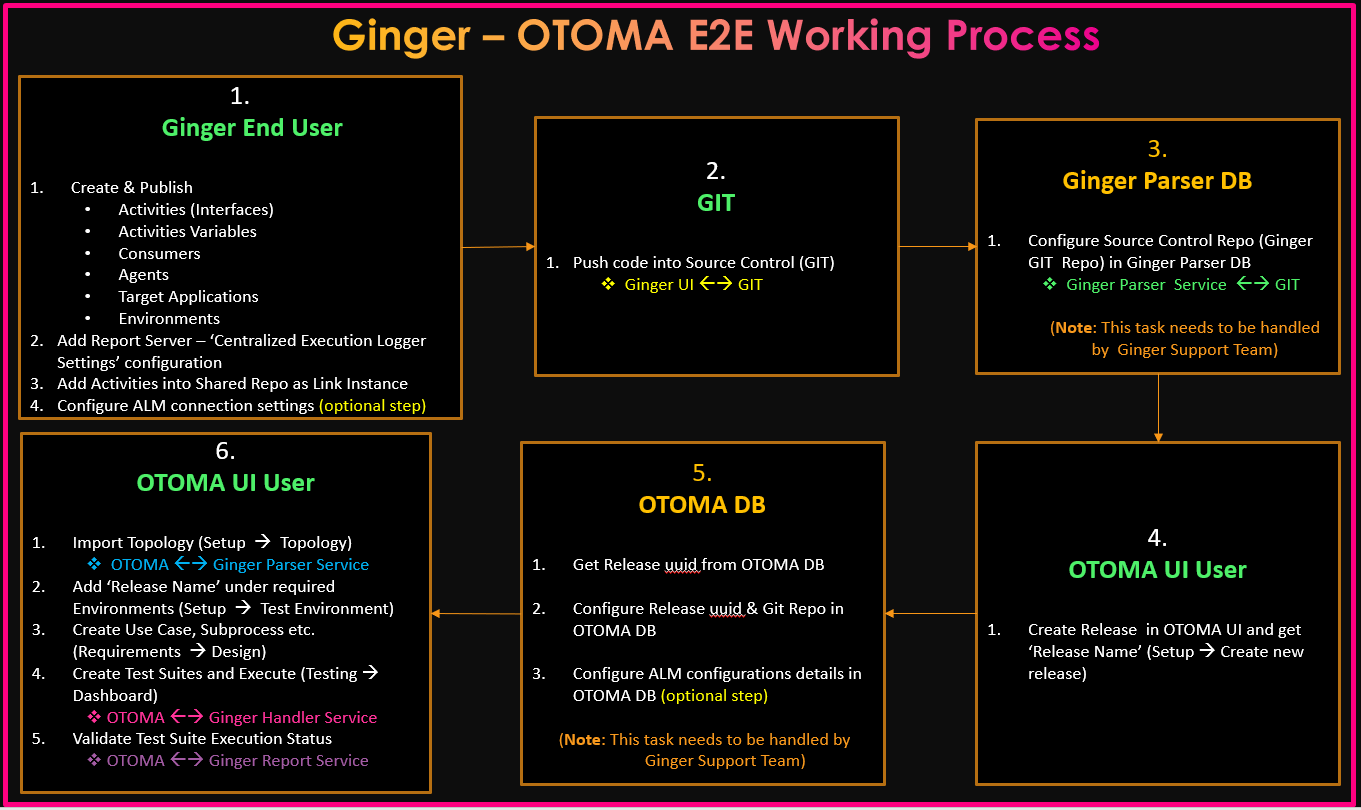 Ginger – OTOMA E2E Working Process
1.
Ginger End User
1. Create & Publish
• Activities (Interfaces)
• Activities Variables
• Consumers
• Agents
• Target Applications
• Environments
2. Add Report Server – ‘Centralized Execution Logger
Settings’ configuration
3. Add Activities into Shared Repo as Link Instance
4. Configure ALM connection settings (optional step)
2.
GIT
1. Push code into Source Control (GIT)
❖ Ginger UI ←→ GIT
3.
Ginger Parser DB
1. Configure Source Control Repo (Ginger
GIT Repo) in Ginger Parser DB
❖ Ginger Parser Service ←→ GIT
(Note: This task needs to be handled
by Ginger Support Team)
4.
OTOMA UI User
1. Create Release in OTOMA UI and get
‘Release Name’ (Setup → Create new
release)
5.
OTOMA DB
1. Get Release uuid from OTOMA DB
2. Configure Release uuid & Git Repo in
OTOMA DB
3. Configure ALM configurations details in
OTOMA DB (optional step)
(Note: This task needs to be handled by
Ginger Support Team)
6.
OTOMA UI User
1. Import Topology (Setup → Topology)
❖ OTOMA ←→ Ginger Parser Service
2. Add ‘Release Name’ under required
Environments (Setup → Test Environment)
3. Create Use Case, Subprocess etc.
(Requirements → Design)
4. Create Test Suites and Execute (Testing →
Dashboard)
❖ OTOMA ←→ Ginger Handler Service
5. Validate Test Suite Execution Status
❖ OTOMA ←→ Ginger Report Service